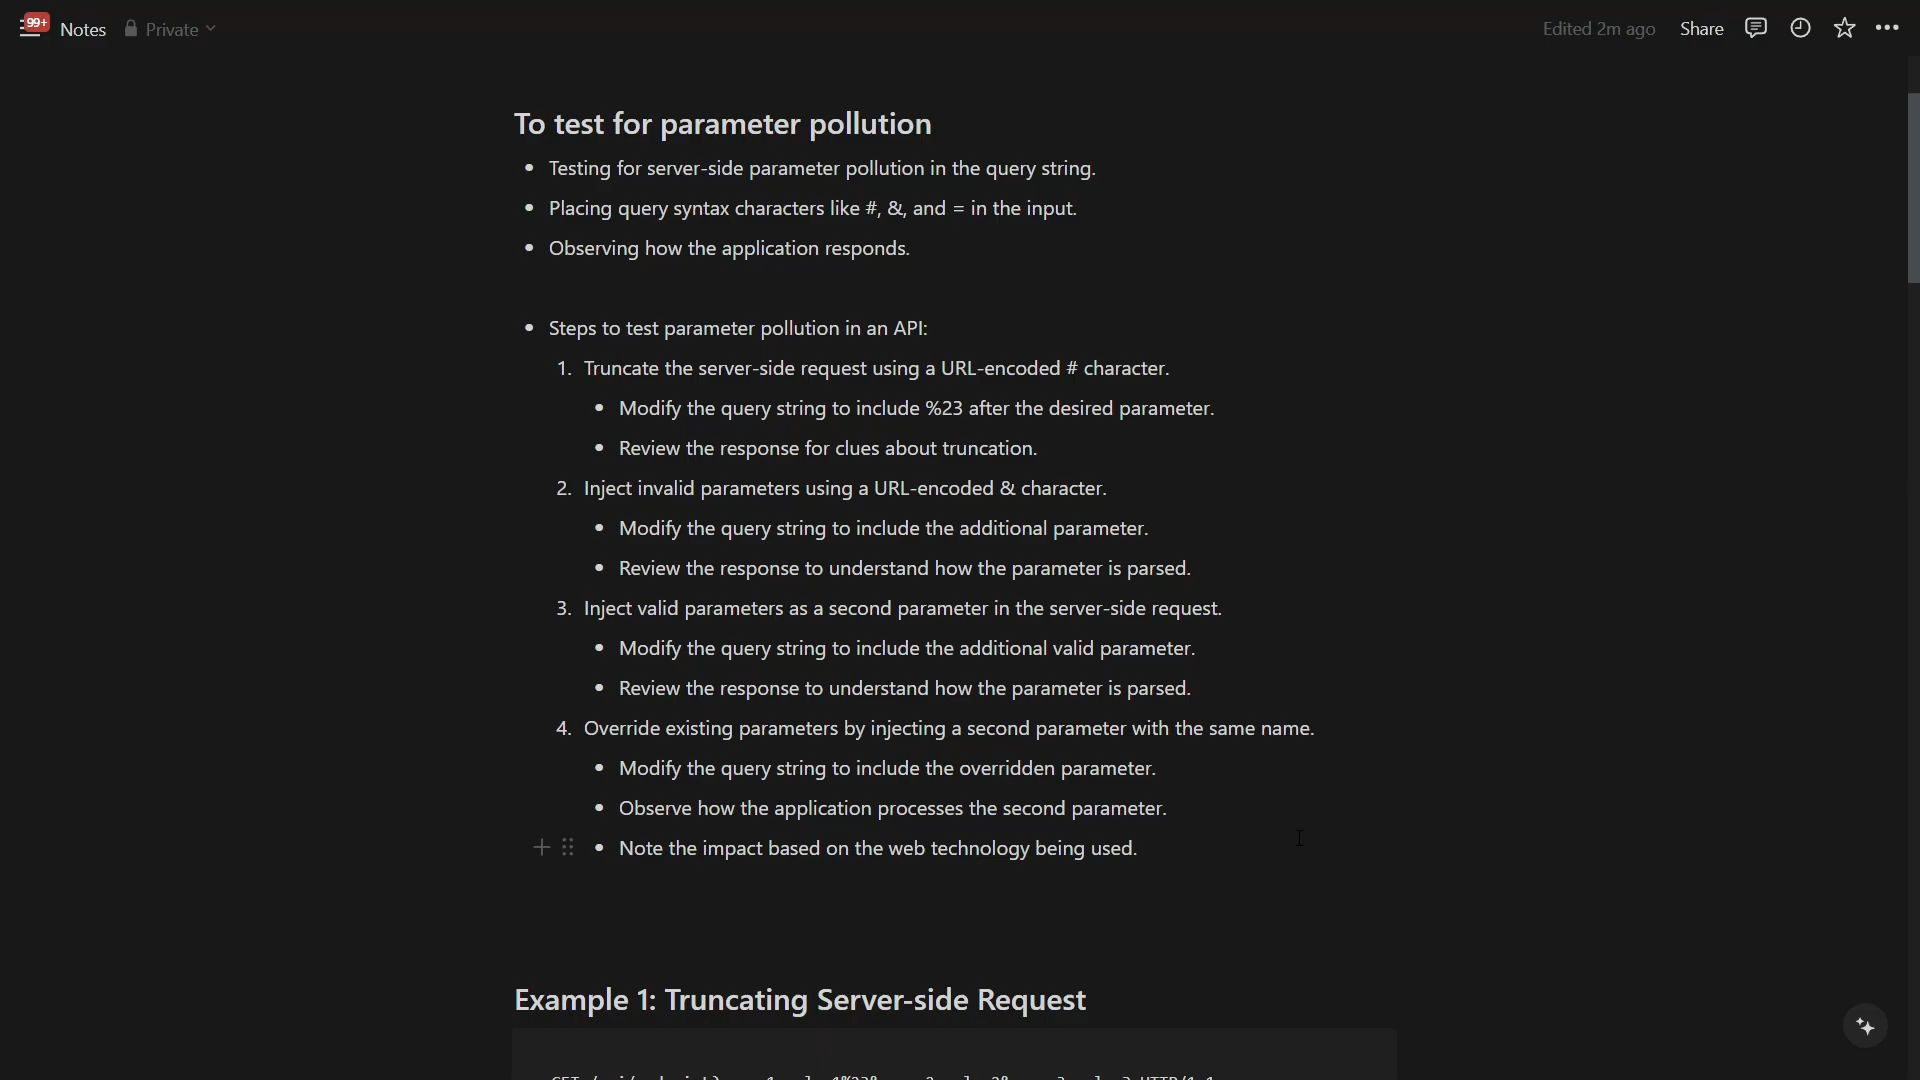 99+ Notes Private Edited 2m ago Share
To test for parameter pollution
• Testing for server-side parameter pollution in the query string.
• Placing query syntax characters like #, &, and = in the input.
• Observing how the application responds.
• Steps to test parameter pollution in an API:
1. Truncate the server-side request using a URL-encoded # character.
• Modify the query string to include %23 after the desired parameter.
• Review the response for clues about truncation.
2. Inject invalid parameters using a URL-encoded & character.
• Modify the query string to include the additional parameter.
• Review the response to understand how the parameter is parsed.
3. Inject valid parameters as a second parameter in the server-side request.
• Modify the query string to include the additional valid parameter.
• Review the response to understand how the parameter is parsed.
4. Override existing parameters by injecting a second parameter with the same name.
• Modify the query string to include the overridden parameter.
• Observe how the application processes the second parameter.
• Note the impact based on the web technology being used.
Example 1: Truncating Server-side Request